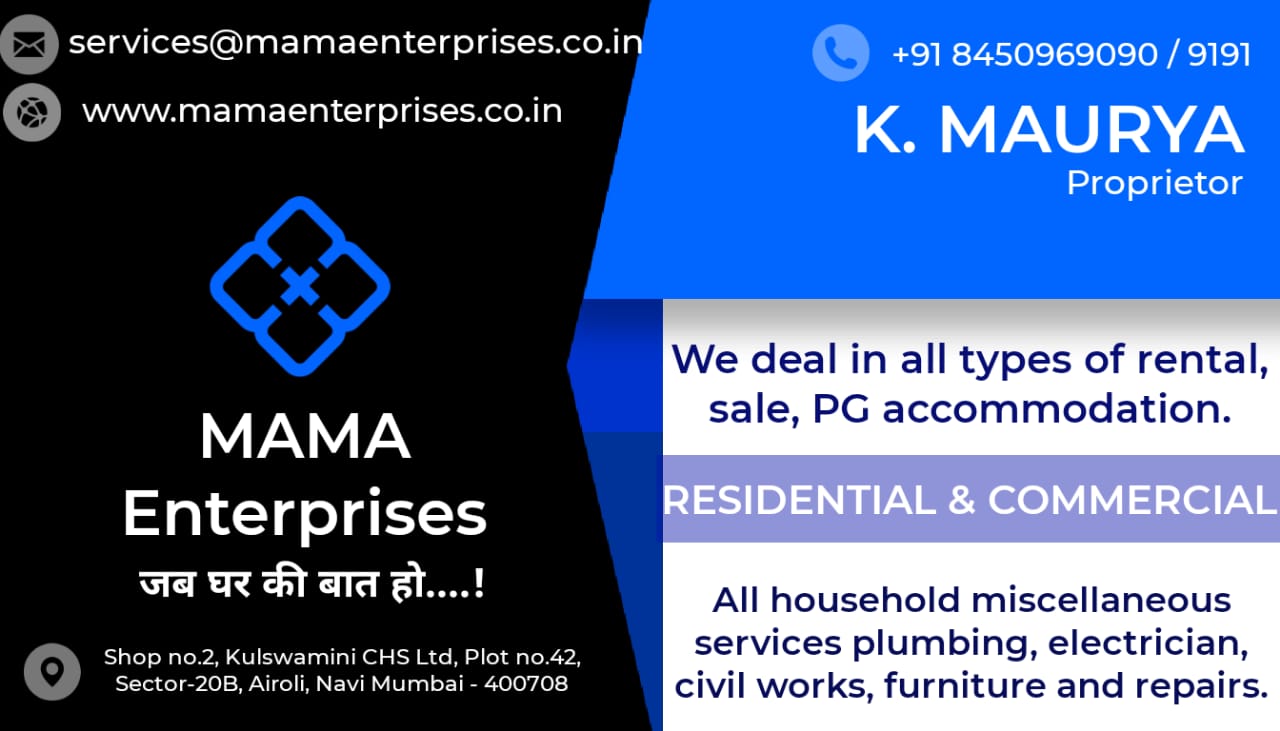 services@mamaenterprises.co.in
www.mamaenterprises.co.in
MAMA
Enterprises
जब घर की बात हो....!
Shop no.2, Kulswamini CHS Ltd, Plot no.42,
Sector-20B, Airoli, Navi Mumbai - 400708
+91 8450969090 / 9191
K. MAURYA
Proprietor
We deal in all types of rental,
sale, PG accommodation.
RESIDENTIAL & COMMERCIAL
All household miscellaneous
services plumbing, electrician,
civil works, furniture and repairs.